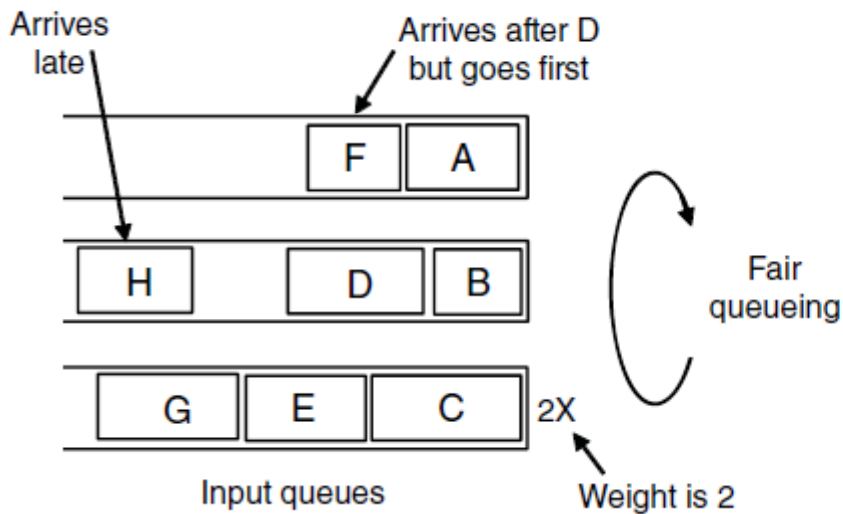 Arrives
late
Arrives after D
but goes first
F
A
H
D
B
Fair
queueing
G
E
C
2X
Input queues
Weight is 2